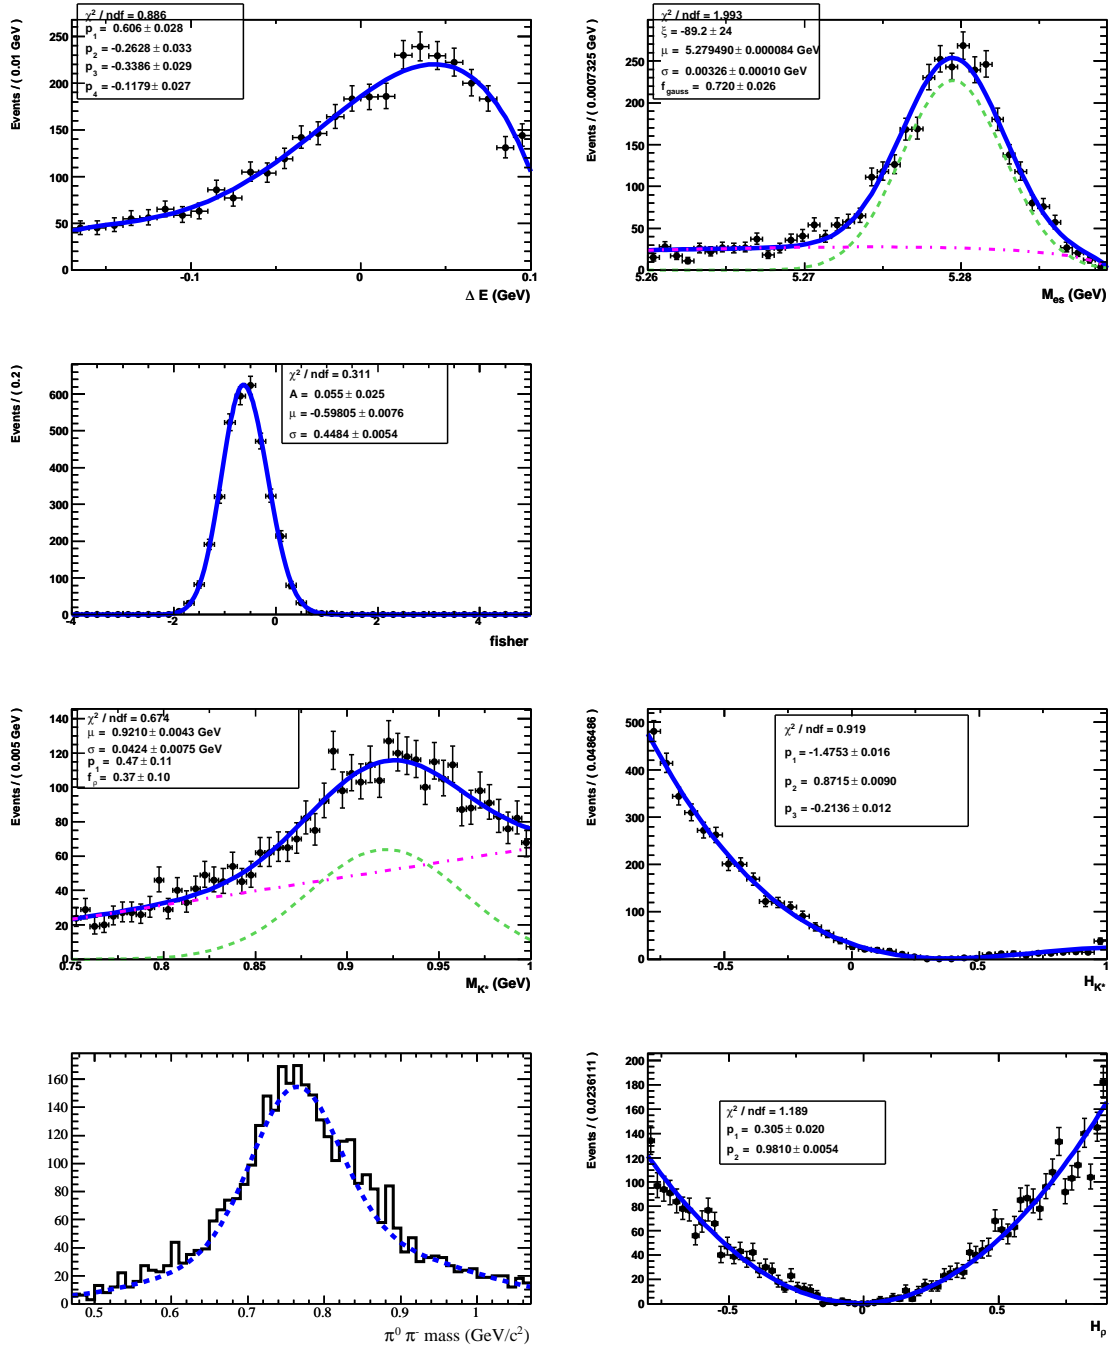 Events / ( 0.01 GeV )
χ² / ndf = 0.886
p₁ = 0.606 ± 0.028
p₂ = -0.2628 ± 0.033
p₃ = -0.3386 ± 0.029
p₄ = -0.1179 ± 0.027
250
200
150
100
50
0
-0.1 0 0.1
Δ E (GeV)
Events / ( 0.0007325 GeV )
χ² / ndf = 1.993
ξ = -89.2 ± 24
μ = 5.279490 ± 0.000084 GeV
σ = 0.00326 ± 0.00010 GeV
f_gauss = 0.720 ± 0.026
250
200
150
100
50
0
5.26 5.27 5.28
M_es (GeV)
Events / ( 0.2 )
χ² / ndf = 0.311
A = 0.055 ± 0.025
μ = -0.59805 ± 0.0076
σ = 0.4484 ± 0.0054
600
500
400
300
200
100
0
-4 -2 0 2 4
fisher
Events / ( 0.005 GeV )
χ² / ndf = 0.674
μ = 0.9210 ± 0.0043 GeV
σ = 0.0424 ± 0.0075 GeV
p₁ = 0.47 ± 0.11
f_ρ = 0.37 ± 0.10
140
120
100
80
60
40
20
0
0.75 0.8 0.85 0.9 0.95 1
M_K* (GeV)
Events / ( 0.0486486 )
χ² / ndf = 0.919
p₁ = -1.4753 ± 0.016
p₂ = 0.8715 ± 0.0090
p₃ = -0.2136 ± 0.012
500
400
300
200
100
0
-0.5 0 0.5 1
H_K*
160
140
120
100
80
60
40
20
0
0.5 0.6 0.7 0.8 0.9 1
π⁰ π⁻ mass (GeV/c²)
Events / ( 0.0236111 )
χ² / ndf = 1.189
p₁ = 0.305 ± 0.020
p₂ = 0.9810 ± 0.0054
200
180
160
140
120
100
80
60
40
20
0
-0.5 0 0.5
H_ρ